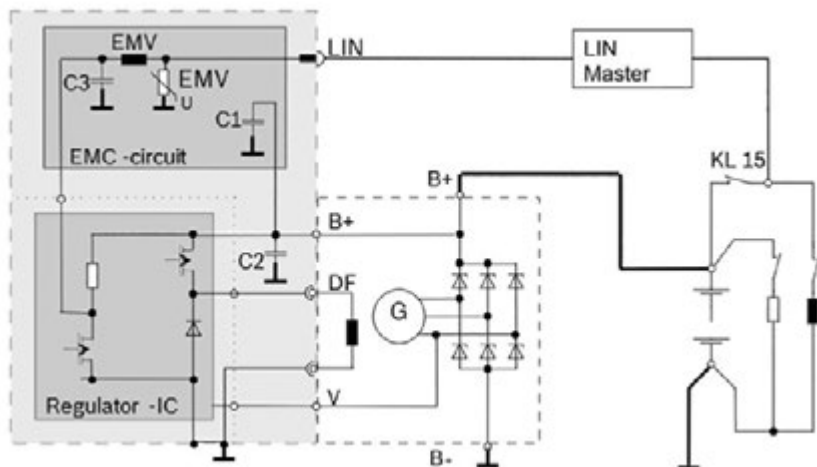 EMV
LIN
LIN
Master
C3
EMV
U
C1
EMC -circuit
KL 15
B+
B+
C2
DF
G
Regulator -IC
V
B-